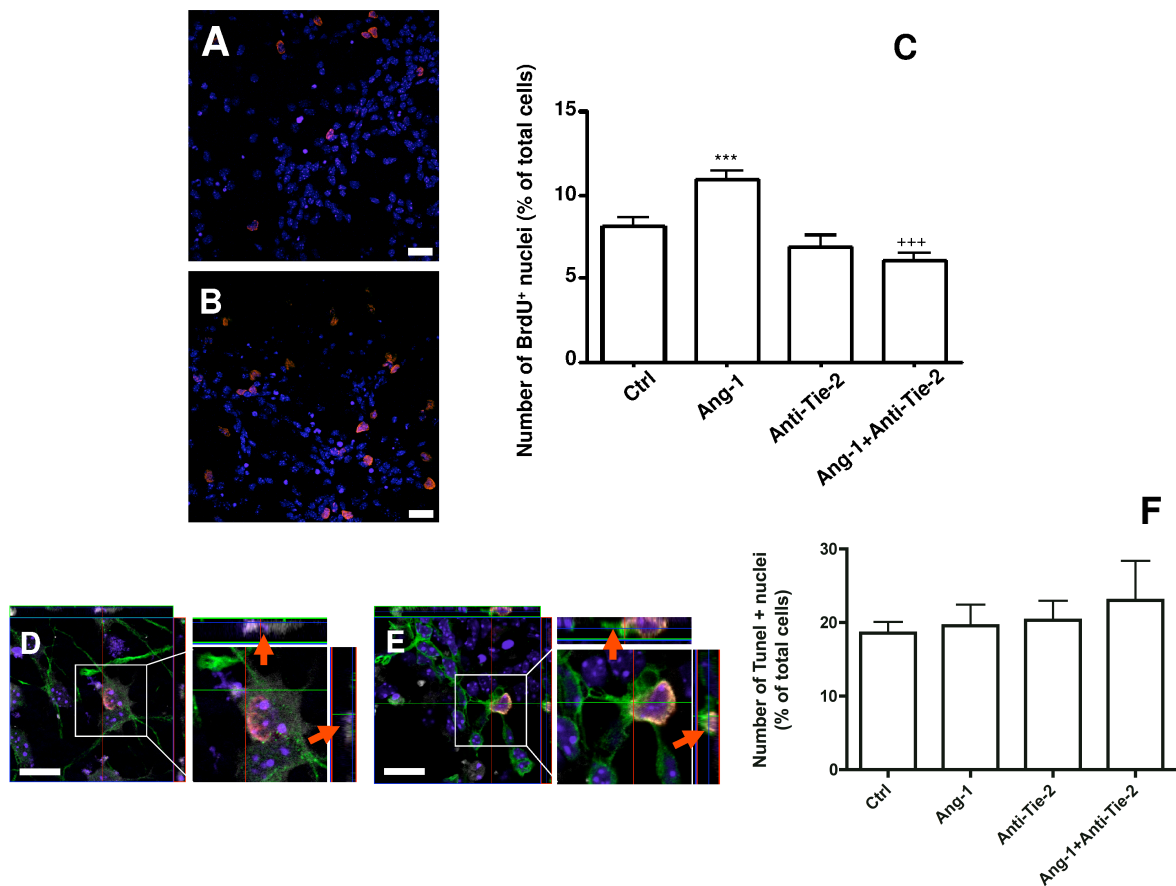 A
B
C
Number of BrdU⁺ nuclei (% of total cells)
15
10
5
0
***
+++
Ctrl
Ang-1
Anti-Tie-2
Ang-1+Anti-Tie-2
D
E
F
Number of Tunel + nuclei
(% of total cells)
30
20
10
0
Ctrl
Ang-1
Anti-Tie-2
Ang-1+Anti-Tie-2